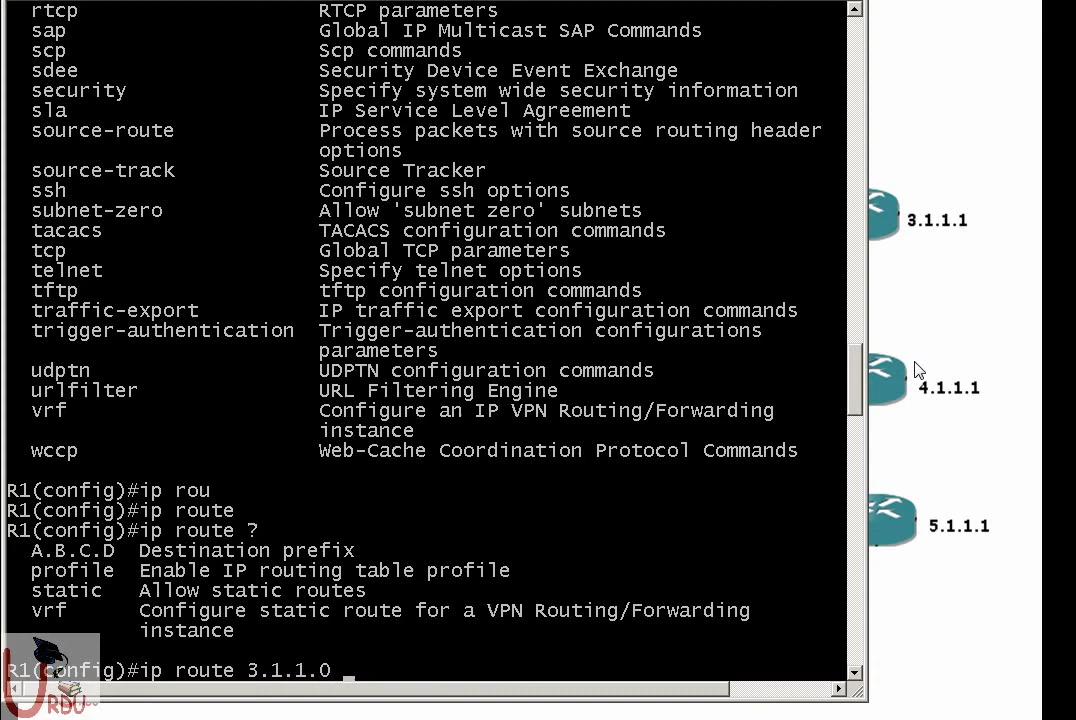 rtcp RTCP parameters
sap Global IP Multicast SAP Commands
scp Scp commands
sdee Security Device Event Exchange
security Specify system wide security information
sla IP Service Level Agreement
source-route Process packets with source routing header
options
source-track Source Tracker
ssh Configure ssh options
subnet-zero Allow 'subnet zero' subnets
tacacs TACACS configuration commands
tcp Global TCP parameters
telnet Specify telnet options
tftp tftp configuration commands
traffic-export IP traffic export configuration commands
trigger-authentication Trigger-authentication configurations
parameters
udptn UDPTN configuration commands
urlfilter URL Filtering Engine
vrf Configure an IP VPN Routing/Forwarding
instance
wccp Web-Cache Coordination Protocol Commands
R1(config)#ip rou
R1(config)#ip route
R1(config)#ip route ?
A.B.C.D Destination prefix
profile Enable IP routing table profile
static Allow static routes
vrf Configure static route for a VPN Routing/Forwarding
instance
R1(config)#ip route 3.1.1.0 _
3.1.1.1
4.1.1.1
5.1.1.1
URDU